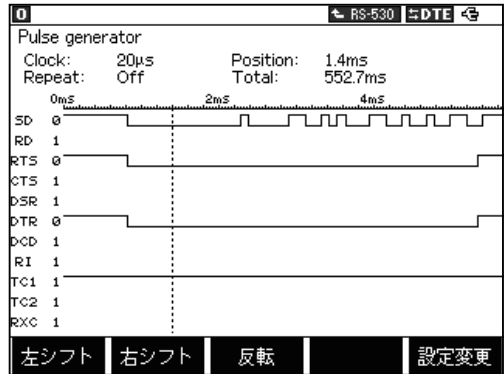 0 RS-530 DTE
Pulse generator
Clock: 20µs Position: 1.4ms
Repeat: Off Total: 552.7ms
0ms 2ms 4ms
SD 0
RD 1
RTS 0
CTS 1
DSR 1
DTR 0
DCD 1
RI 1
TC1 1
TC2 1
RXC 1
左シフト 右シフト 反転 設定変更